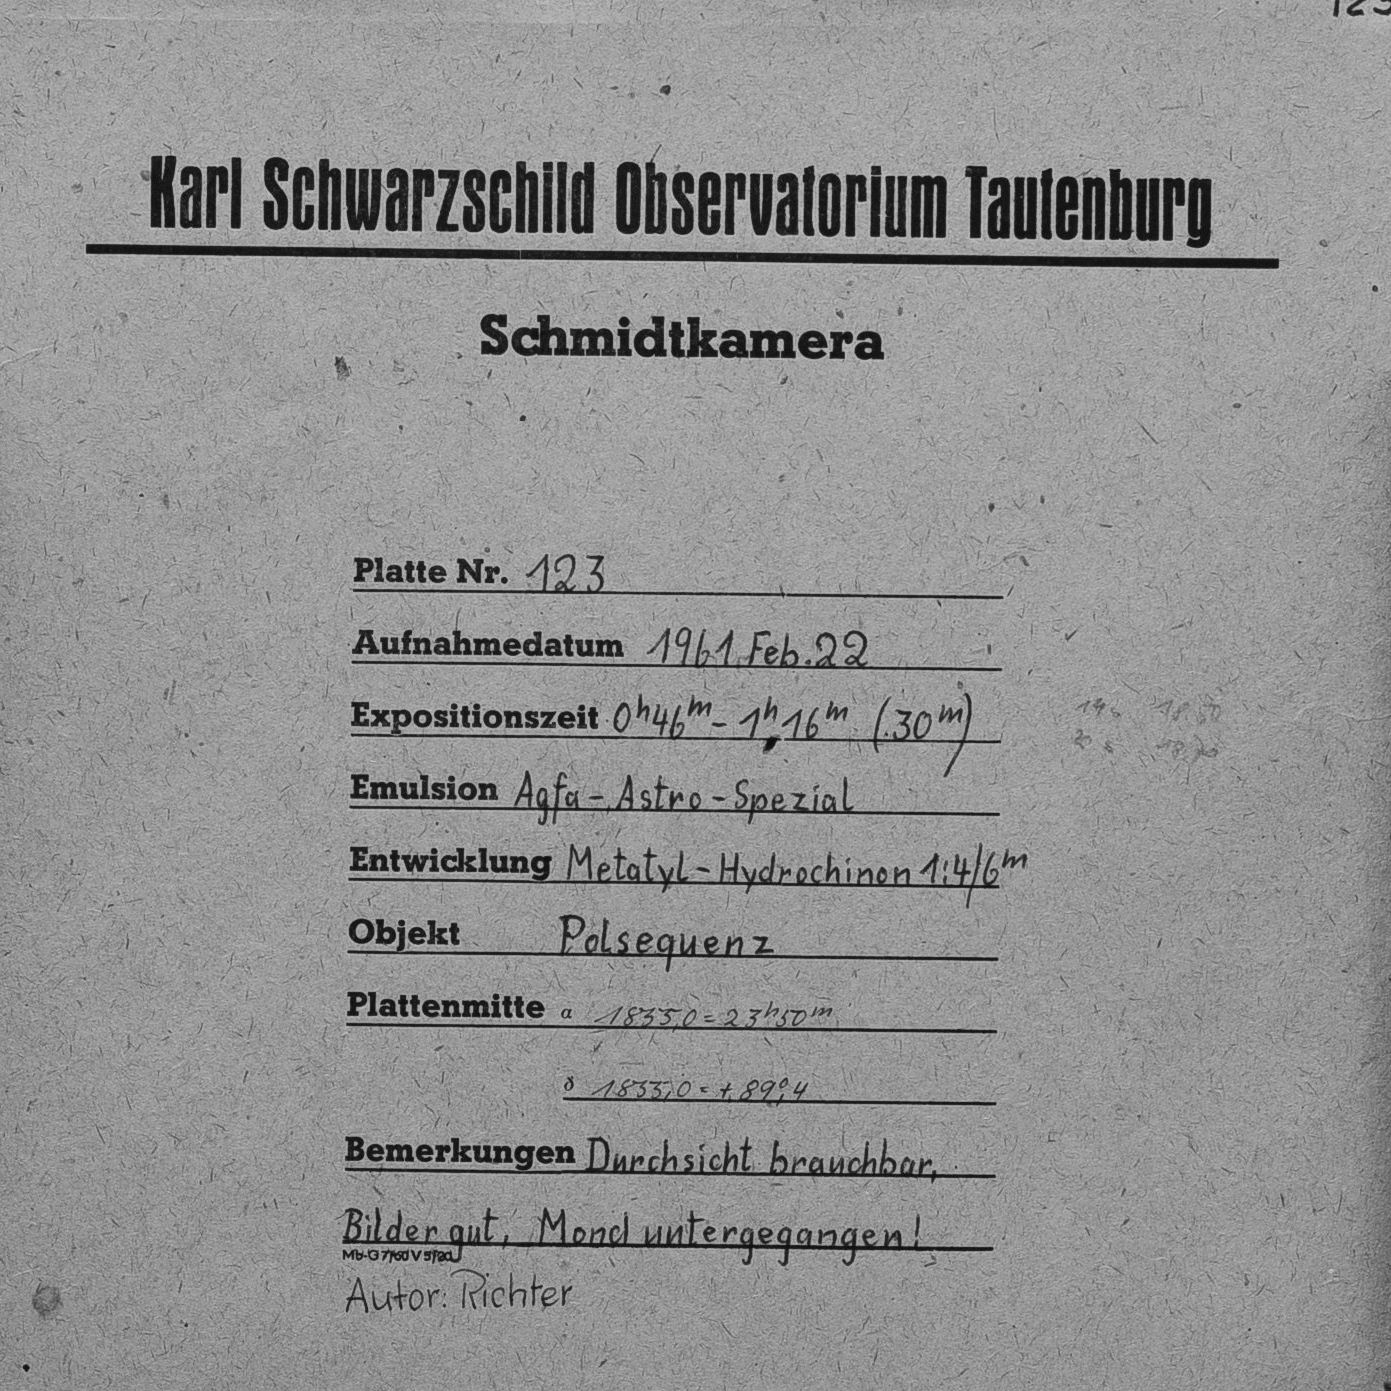 123
Karl Schwarzschild Observatorium Tautenburg
Schmidtkamera
Platte Nr. 123
Aufnahmedatum 1961 Feb. 22
Expositionszeit 0ʰ46ᵐ – 1ʰ16ᵐ (30ᵐ)
Emulsion Agfa-Astro-Spezial
Entwicklung Metatyl-Hydrochinon 1:4/6ᵐ
Objekt Polsequenz
Plattenmitte α 1855,0 = 23ʰ50ᵐ
δ 1855,0 = +89°,4
Bemerkungen Durchsicht brauchbar,
Bilder gut, Mond untergegangen!
Autor: Richter